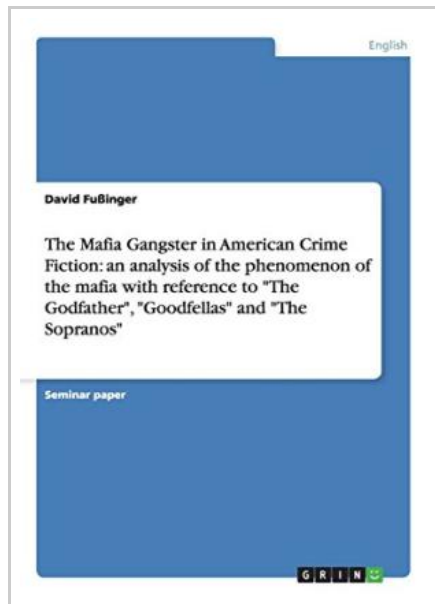 English
David Fußinger
The Mafia Gangster in American Crime
Fiction: an analysis of the phenomenon of
the mafia with reference to "The
Godfather", "Goodfellas" and "The
Sopranos"
Seminar paper
GRIN